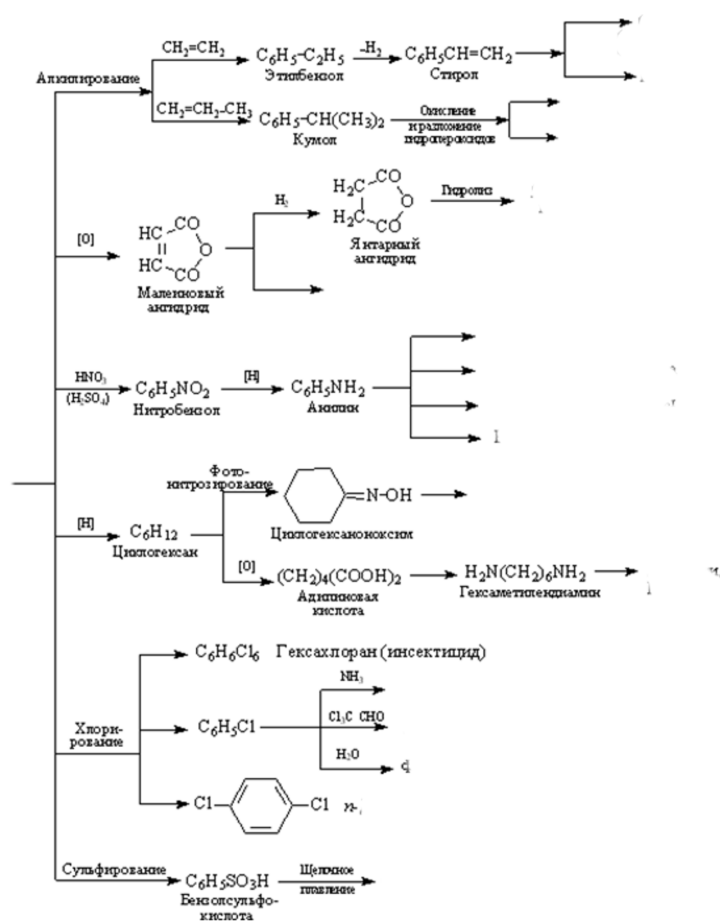 CH₂=CH₂
C₆H₅-C₂H₅
-H₂
C₆H₅CH=CH₂
Этилбензол
Стирол
Алкилирование
CH₂=CH₂-CH₃
C₆H₅-CH(CH₃)₂
Кумол
Окисление
и разложение
гидропероксидов
[O]
HC
CO
O
HC
CO
Малеиновый
ангидрид
H₂
H₂C
CO
O
H₂C
CO
Янтарный
ангидрид
Гидролиз
HNO₃
(H₂SO₄)
C₆H₅NO₂
Нитробензол
[H]
C₆H₅NH₂
Анилин
[H]
C₆H₁₂
Циклогексан
Фото-
нитрозирование
N-OH
Циклогексаноноксим
[O]
(CH₂)₄(COOH)₂
Адипиновая
кислота
H₂N(CH₂)₆NH₂
Гексаметилендиамин
Хлори-
рование
C₆H₆Cl₆ Гексахлоран (инсектицид)
C₆H₅Cl
NH₃
Cl₃C CHO
H₂O
Cl
Cl
n-
Сульфирование
C₆H₅SO₃H
Бензолсульфо-
кислота
Щелочное
плавление